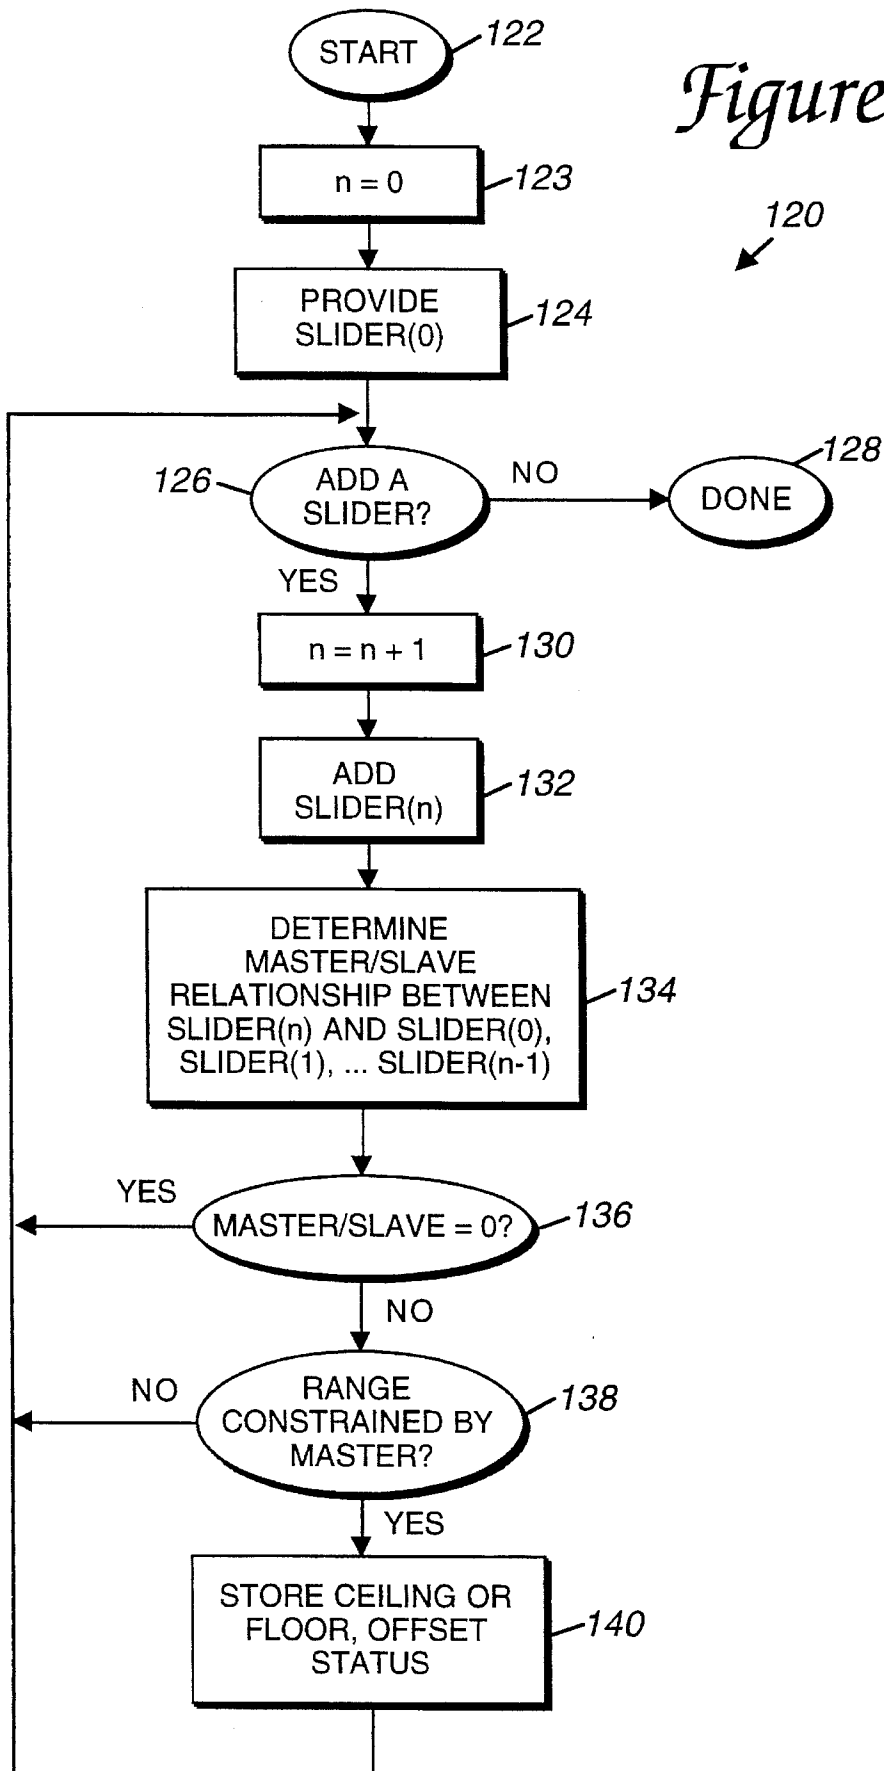 START
122
Figure
n = 0
123
120
PROVIDE
SLIDER(0)
124
126
ADD A
SLIDER?
NO
DONE
128
YES
n = n + 1
130
ADD
SLIDER(n)
132
DETERMINE
MASTER/SLAVE
RELATIONSHIP BETWEEN
SLIDER(n) AND SLIDER(0),
SLIDER(1), ... SLIDER(n-1)
134
YES
MASTER/SLAVE = 0?
136
NO
NO
RANGE
CONSTRAINED BY
MASTER?
138
YES
STORE CEILING OR
FLOOR, OFFSET
STATUS
140